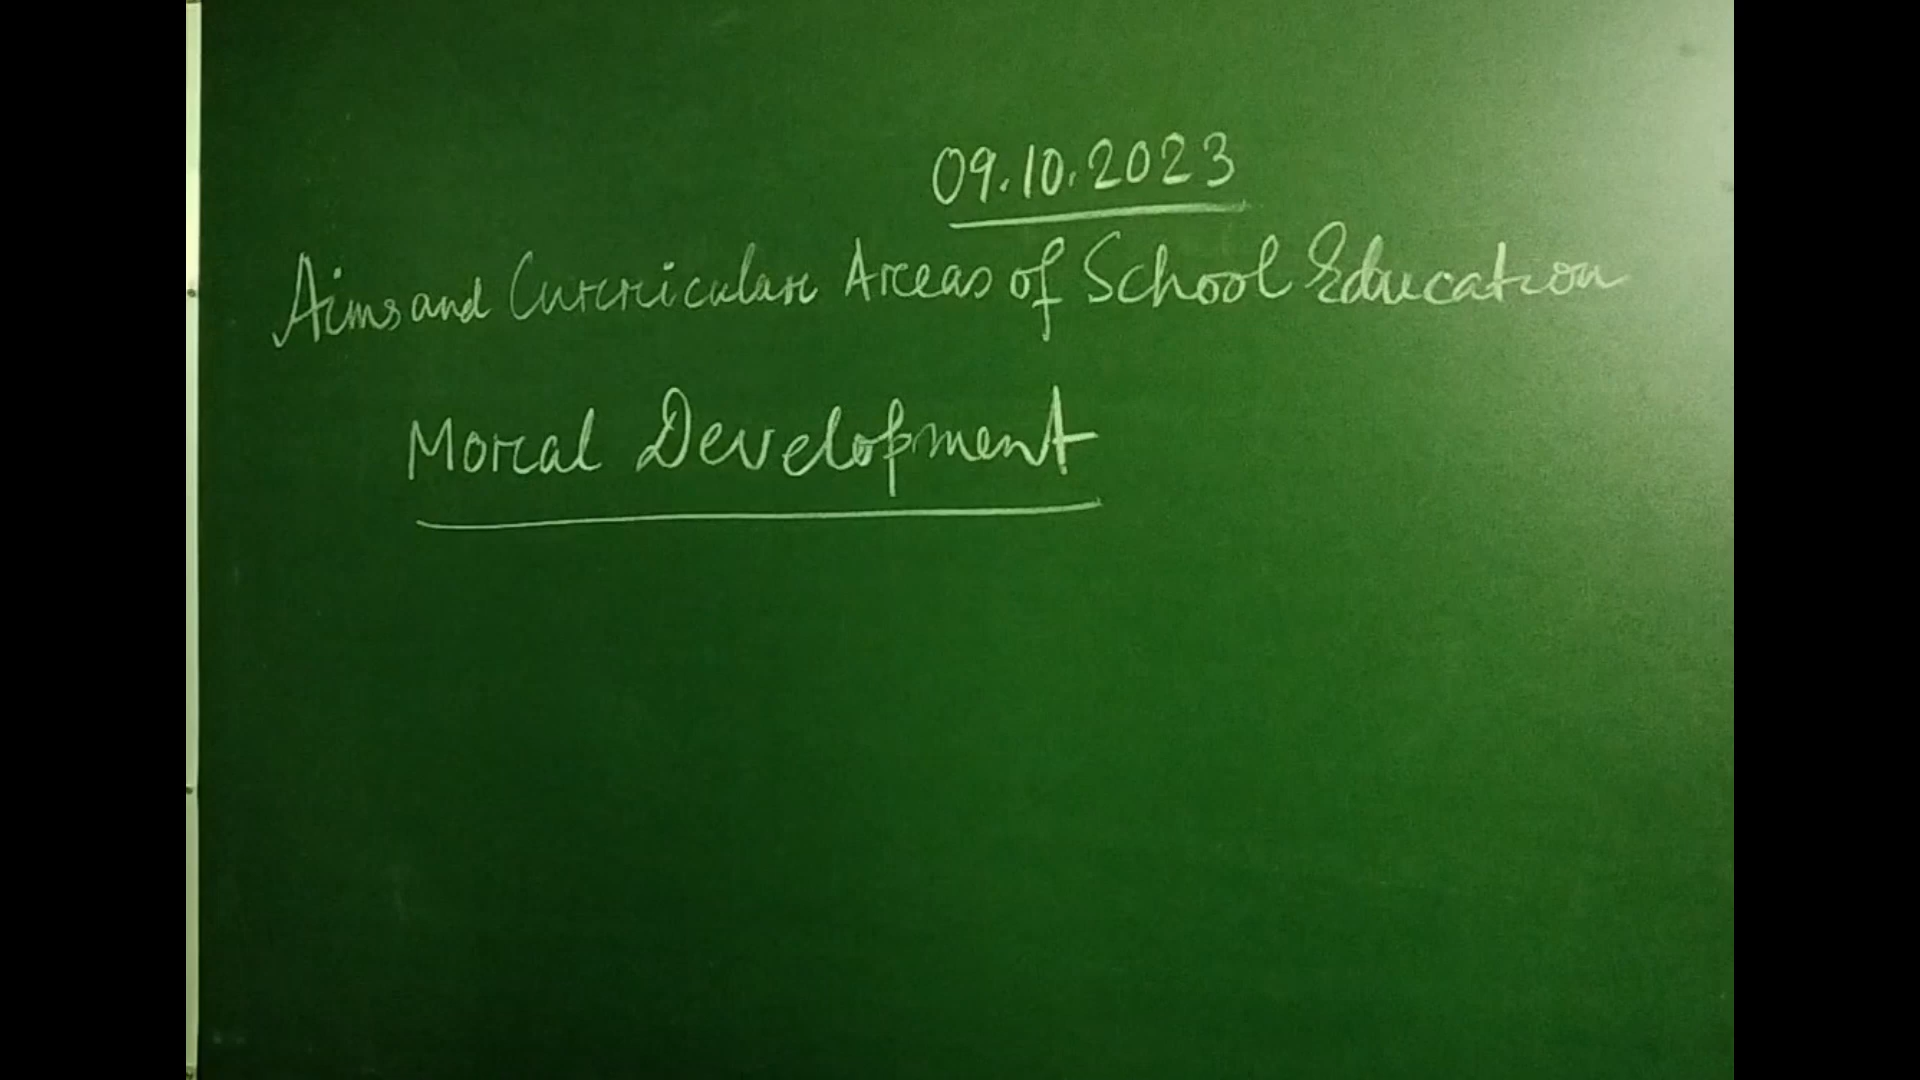 09.10.2023
Aims and Curricular Areas of School Education
Moral Development